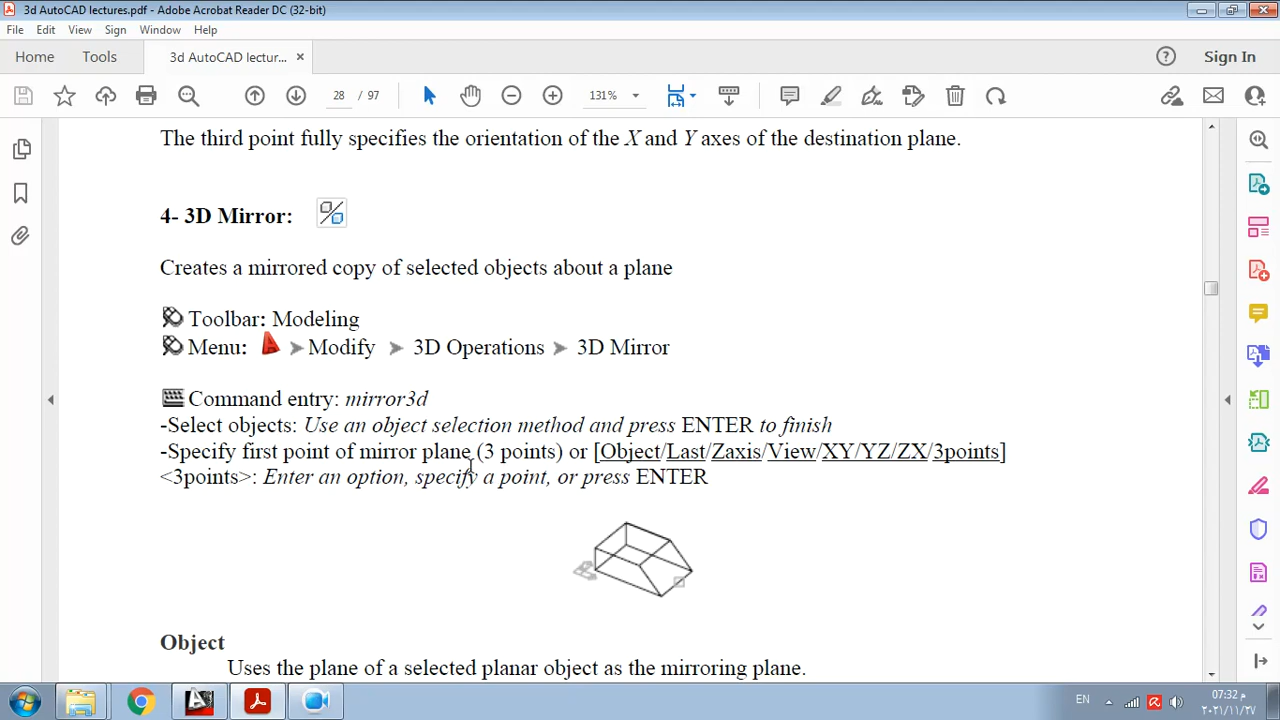 3d AutoCAD lectures.pdf - Adobe Acrobat Reader DC (32-bit)
File Edit View Sign Window Help
Home Tools 3d AutoCAD lectur... × Sign In
28 / 97 131%
The third point fully specifies the orientation of the X and Y axes of the destination plane.
4- 3D Mirror:
Creates a mirrored copy of selected objects about a plane
Toolbar: Modeling
Menu: Modify 3D Operations 3D Mirror
Command entry: mirror3d
-Select objects: Use an object selection method and press ENTER to finish
-Specify first point of mirror plane (3 points) or [Object/Last/Zaxis/View/XY/YZ/ZX/3points]
<3points>: Enter an option, specify a point, or press ENTER
Object
Uses the plane of a selected planar object as the mirroring plane.
EN 07:32 م
٢٠٢١/١١/٢٧